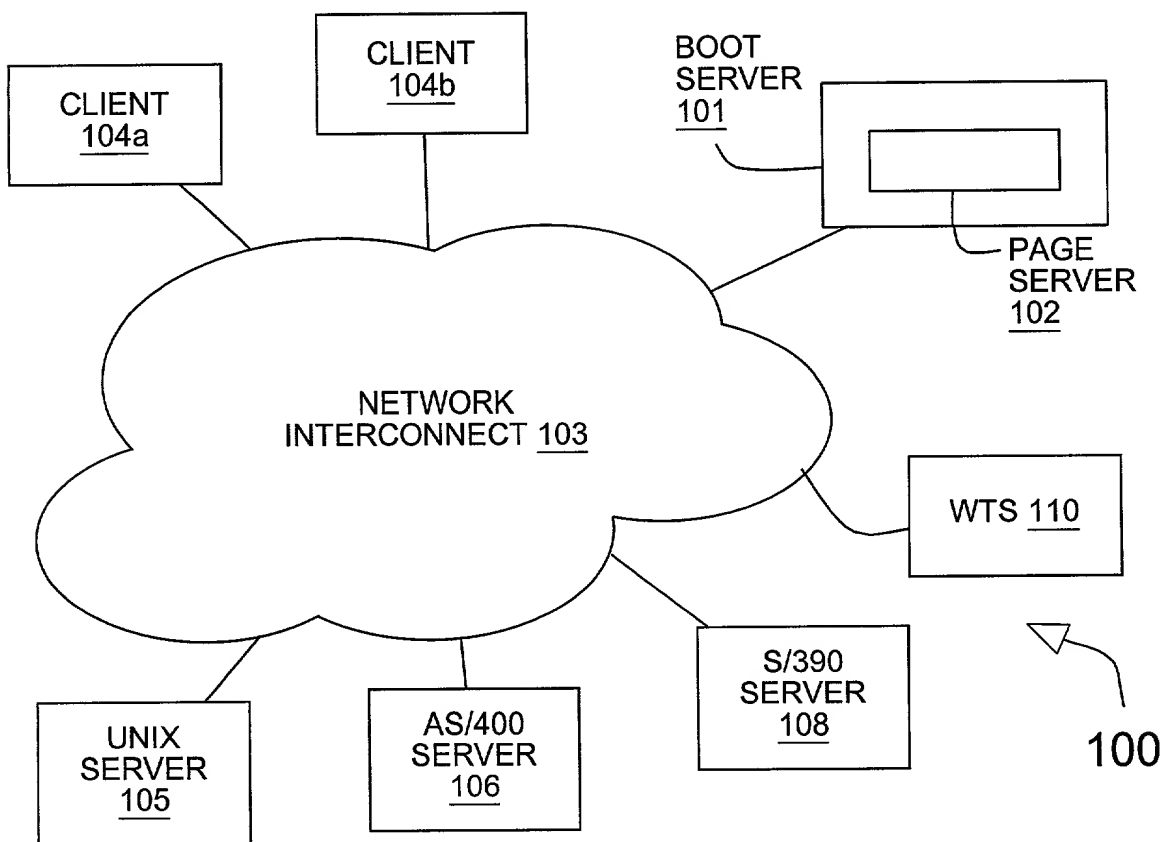 CLIENT
104a
CLIENT
104b
BOOT
SERVER
101
PAGE
SERVER
102
NETWORK
INTERCONNECT 103
WTS 110
S/390
SERVER
108
AS/400
SERVER
106
UNIX
SERVER
105
100